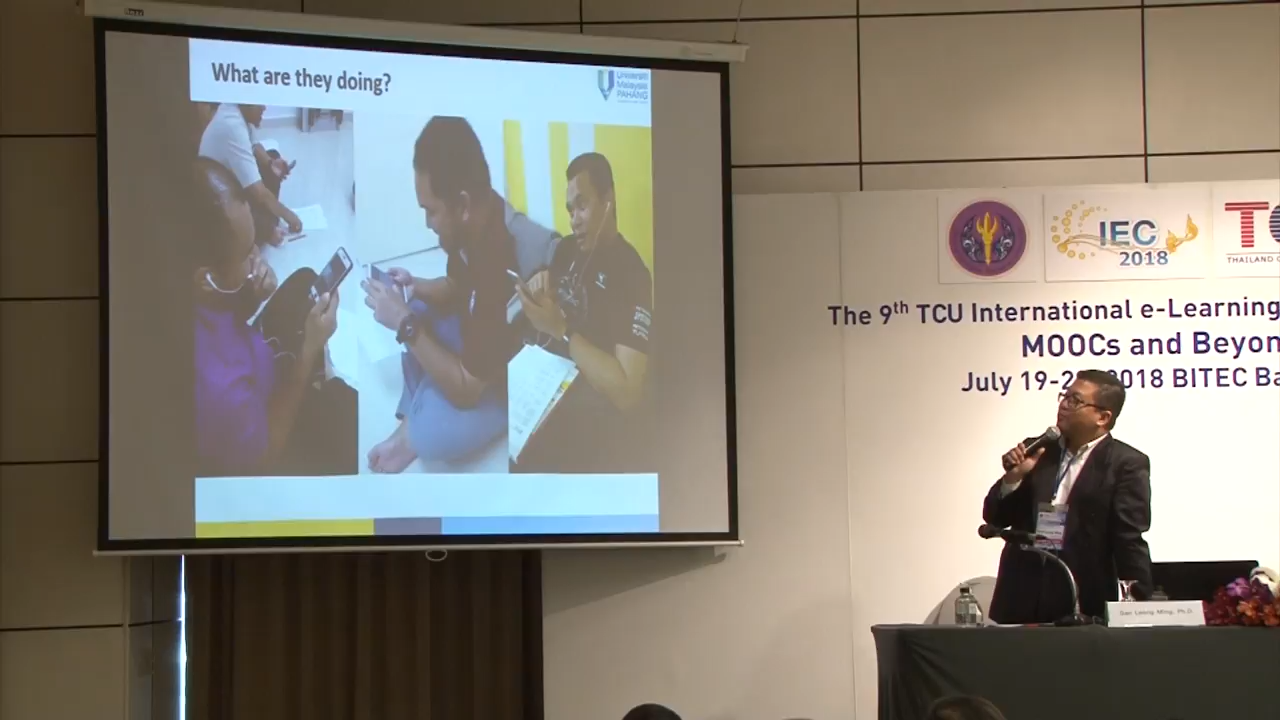 What are they doing?
Universiti
Malaysia
PAHANG
IEC
2018
THAILAND
The 9th TCU International e-Learning
MOOCs and Beyon
July 19-2 2018 BITEC Ba
Ph.D.